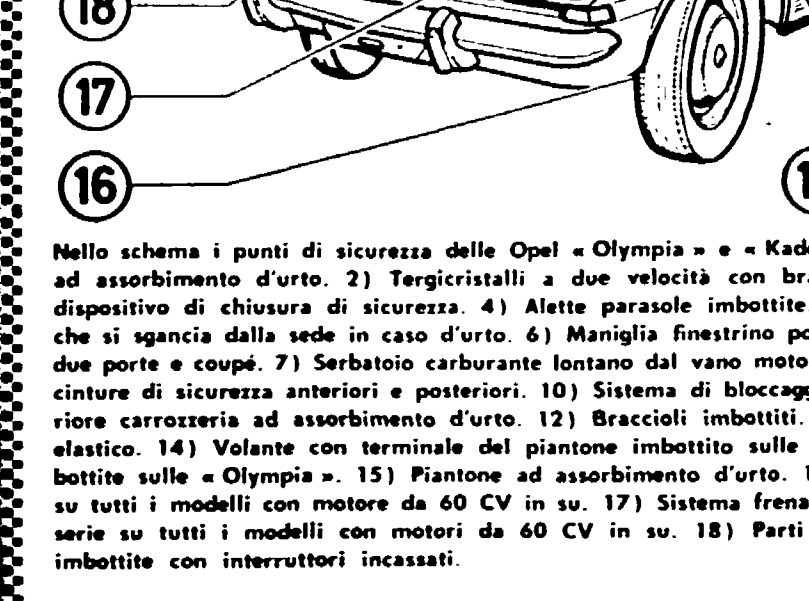 18
17
16
1
Nello schema i punti di sicurezza delle Opel « Olympia » e « Kad
ad assorbimento d'urto. 2) Tergicristalli a due velocità con bra
dispositivo di chiusura di sicurezza. 4) Alette parasole imbottite
che si sgancia dalla sede in caso d'urto. 6) Maniglia finestrino po
due porte e coupé. 7) Serbatoio carburante lontano dal vano moto
cinture di sicurezza anteriori e posteriori. 10) Sistema di bloccagg
riore carrozzeria ad assorbimento d'urto. 12) Braccioli imbottiti.
elastico. 14) Volante con terminale del piantone imbottito sulle
bottite sulle « Olympia ». 15) Piantone ad assorbimento d'urto. 1
su tutti i modelli con motore da 60 CV in su. 17) Sistema frena
serie su tutti i modelli con motori da 60 CV in su. 18) Parti
imbottite con interruttori incassati.